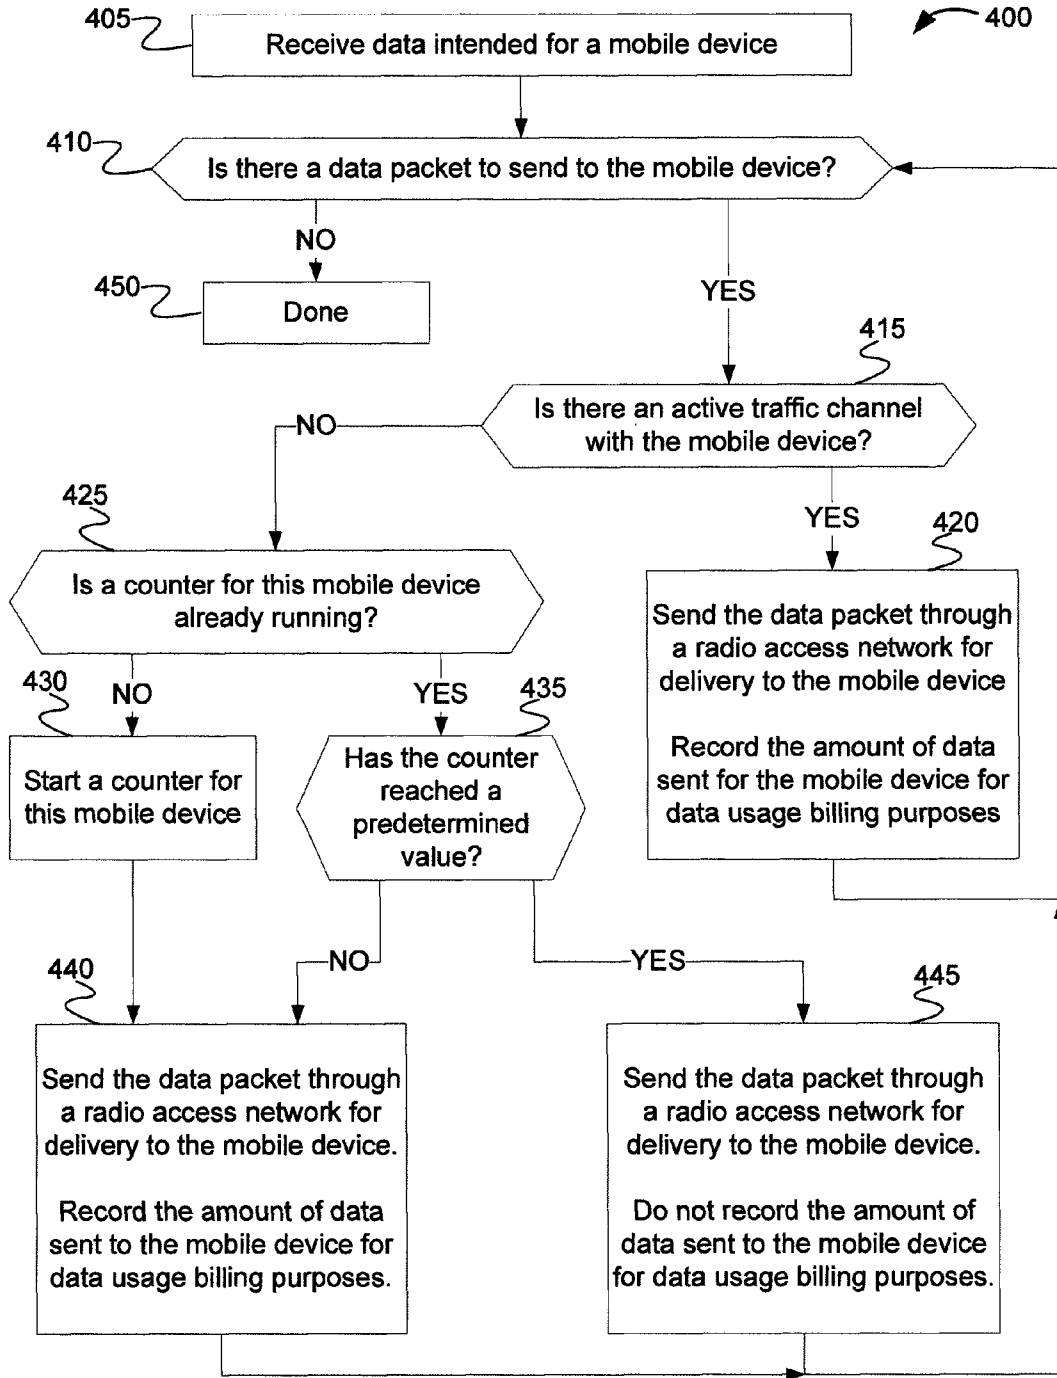 405
Receive data intended for a mobile device
400
410
Is there a data packet to send to the mobile device?
NO
YES
450
Done
415
Is there an active traffic channel
with the mobile device?
NO
YES
425
Is a counter for this mobile device
already running?
420
Send the data packet through
a radio access network for
delivery to the mobile device
Record the amount of data
sent for the mobile device for
data usage billing purposes
NO
YES
430
Start a counter for
this mobile device
435
Has the counter
reached a
predetermined
value?
NO
YES
440
Send the data packet through
a radio access network for
delivery to the mobile device.
Record the amount of data
sent to the mobile device for
data usage billing purposes.
445
Send the data packet through
a radio access network for
delivery to the mobile device.
Do not record the amount of
data sent to the mobile device
for data usage billing purposes.